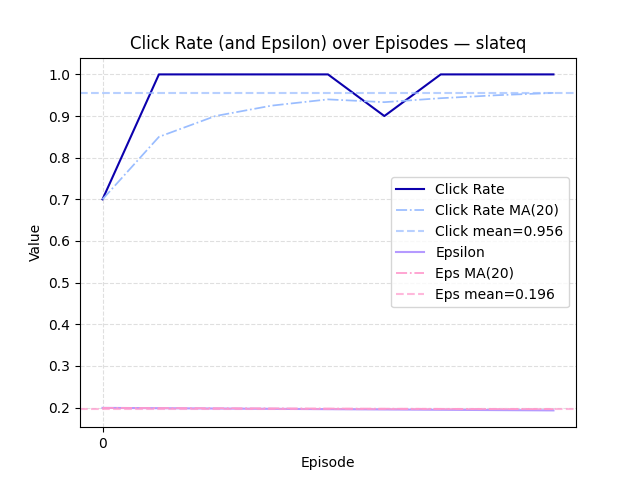 Click Rate (and Epsilon) over Episodes — slateq
1.0
0.9
0.8
0.7
0.6
0.5
0.4
0.3
0.2
Value
Click Rate
Click Rate MA(20)
Click mean=0.956
Epsilon
Eps MA(20)
Eps mean=0.196
0
Episode